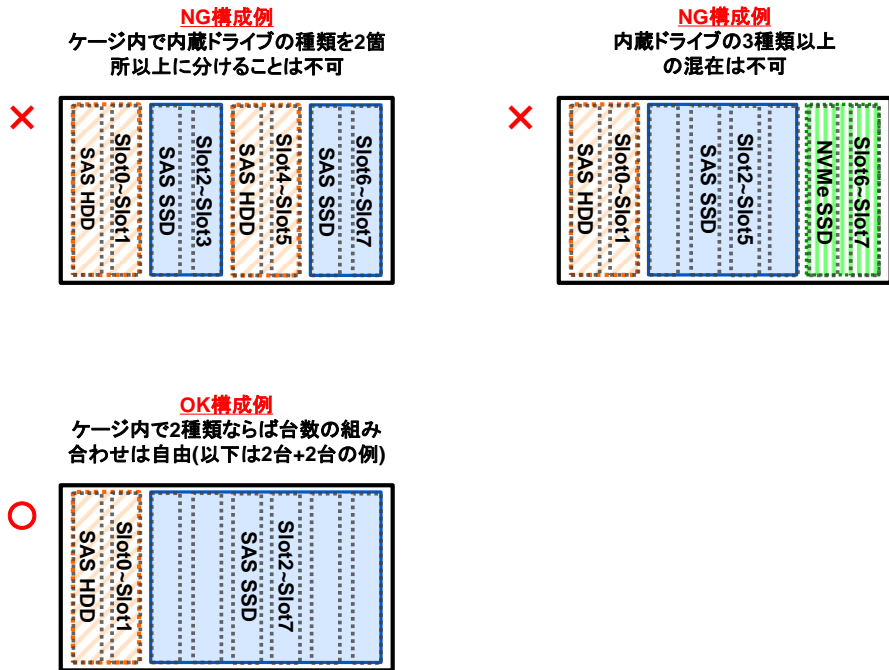 NG構成例
ケージ内で内蔵ドライブの種類を2箇
所以上に分けることは不可
×
Slot0~Slot1
SAS HDD
Slot2~Slot3
SAS SSD
Slot4~Slot5
SAS HDD
Slot6~Slot7
SAS SSD
NG構成例
内蔵ドライブの3種類以上
の混在は不可
×
Slot0~Slot1
SAS HDD
Slot2~Slot5
SAS SSD
Slot6~Slot7
NVMe SSD
OK構成例
ケージ内で2種類ならば台数の組み
合わせは自由(以下は2台+2台の例)
○
Slot0~Slot1
SAS HDD
Slot2~Slot7
SAS SSD